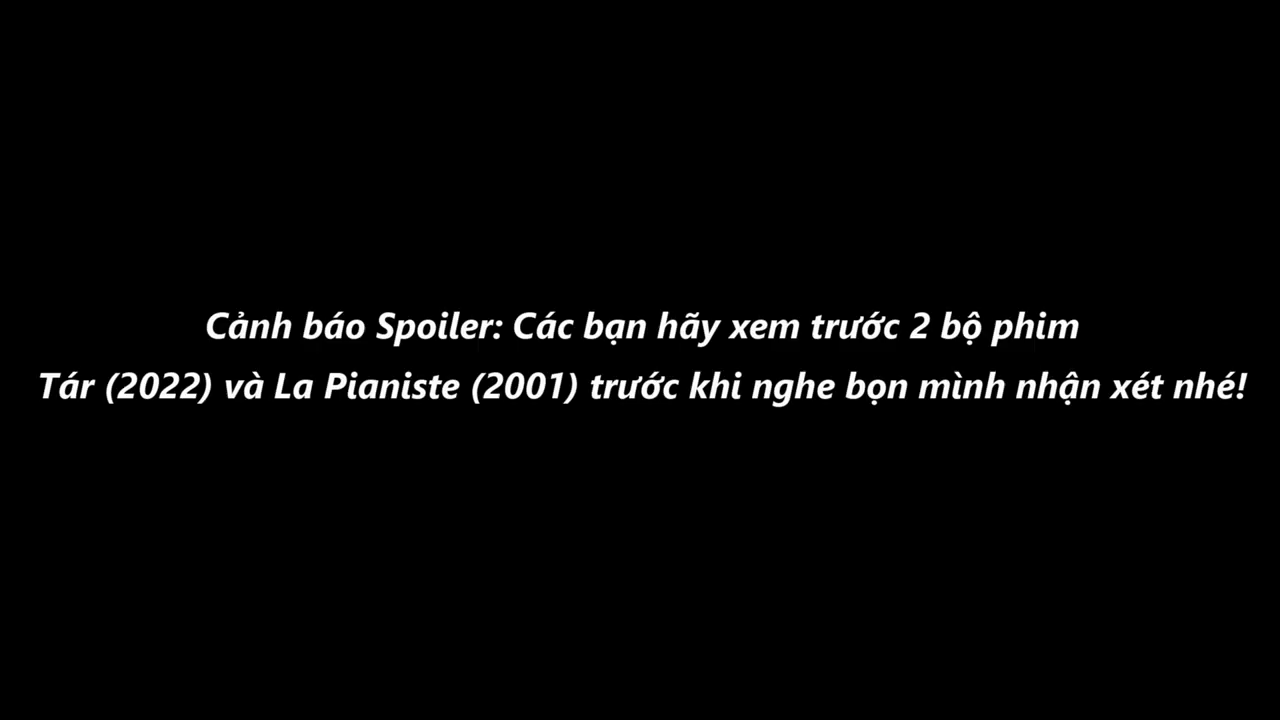 Cảnh báo Spoiler: Các bạn hãy xem trước 2 bộ phim
Tár (2022) và La Pianiste (2001) trước khi nghe bọn mình nhận xét nhé!